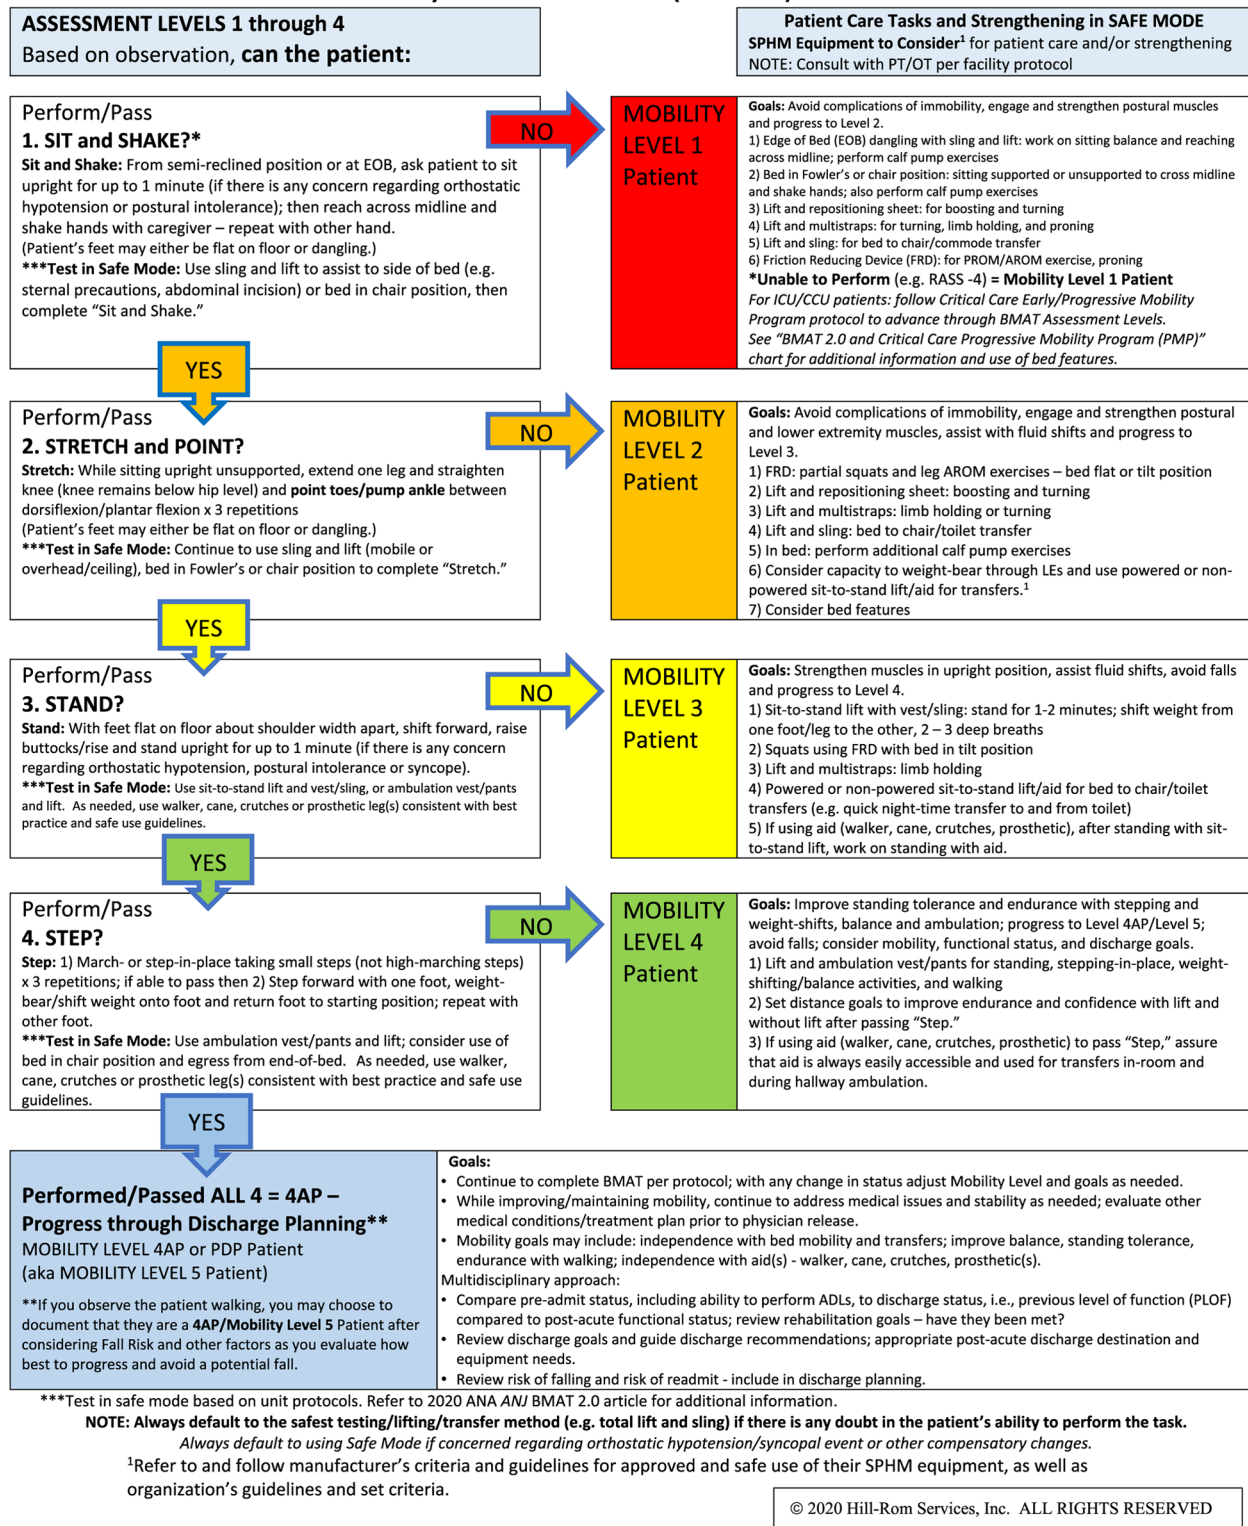 ASSESSMENT LEVELS 1 through 4
Based on observation, can the patient:
Patient Care Tasks and Strengthening in SAFE MODE
SPHM Equipment to Consider¹ for patient care and/or strengthening
NOTE: Consult with PT/OT per facility protocol
Perform/Pass
1. SIT and SHAKE?*
Sit and Shake: From semi-reclined position or at EOB, ask patient to sit
upright for up to 1 minute (if there is any concern regarding orthostatic
hypotension or postural intolerance); then reach across midline and
shake hands with caregiver – repeat with other hand.
(Patient's feet may either be flat on floor or dangling.)
***Test in Safe Mode: Use sling and lift to assist to side of bed (e.g.
sternal precautions, abdominal incision) or bed in chair position, then
complete "Sit and Shake."
NO
MOBILITY
LEVEL 1
Patient
Goals: Avoid complications of immobility, engage and strengthen postural muscles
and progress to Level 2.
1) Edge of Bed (EOB) dangling with sling and lift: work on sitting balance and reaching
across midline; perform calf pump exercises
2) Bed in Fowler's or chair position: sitting supported or unsupported to cross midline
and shake hands; also perform calf pump exercises
3) Lift and repositioning sheet: for boosting and turning
4) Lift and multistraps: for turning, limb holding, and proning
5) Lift and sling: for bed to chair/commode transfer
6) Friction Reducing Device (FRD): for PROM/AROM exercise, proning
*Unable to Perform (e.g. RASS -4) = Mobility Level 1 Patient
For ICU/CCU patients: follow Critical Care Early/Progressive Mobility
Program protocol to advance through BMAT Assessment Levels.
See "BMAT 2.0 and Critical Care Progressive Mobility Program (PMP)"
chart for additional information and use of bed features.
YES
Perform/Pass
2. STRETCH and POINT?
Stretch: While sitting upright unsupported, extend one leg and straighten
knee (knee remains below hip level) and point toes/pump ankle between
dorsiflexion/plantar flexion x 3 repetitions
(Patient's feet may either be flat on floor or dangling.)
***Test in Safe Mode: Continue to use sling and lift (mobile or
overhead/ceiling), bed in Fowler's or chair position to complete "Stretch."
NO
MOBILITY
LEVEL 2
Patient
Goals: Avoid complications of immobility, engage and strengthen postural
and lower extremity muscles, assist with fluid shifts and progress to
Level 3.
1) FRD: partial squats and leg AROM exercises – bed flat or tilt position
2) Lift and repositioning sheet: boosting and turning
3) Lift and multistraps: limb holding or turning
4) Lift and sling: bed to chair/toilet transfer
5) In bed: perform additional calf pump exercises
6) Consider capacity to weight-bear through LEs and use powered or non-
powered sit-to-stand lift/aid for transfers.¹
7) Consider bed features
YES
Perform/Pass
3. STAND?
Stand: With feet flat on floor about shoulder width apart, shift forward, raise
buttocks/rise and stand upright for up to 1 minute (if there is any concern
regarding orthostatic hypotension, postural intolerance or syncope).
***Test in Safe Mode: Use sit-to-stand lift and vest/sling, or ambulation vest/pants
and lift. As needed, use walker, cane, crutches or prosthetic leg(s) consistent with best
practice and safe use guidelines.
NO
MOBILITY
LEVEL 3
Patient
Goals: Strengthen muscles in upright position, assist fluid shifts, avoid falls
and progress to Level 4.
1) Sit-to-stand lift with vest/sling: stand for 1-2 minutes; shift weight from
one foot/leg to the other, 2 – 3 deep breaths
2) Squats using FRD with bed in tilt position
3) Lift and multistraps: limb holding
4) Powered or non-powered sit-to-stand lift/aid for bed to chair/toilet
transfers (e.g. quick night-time transfer to and from toilet)
5) If using aid (walker, cane, crutches, prosthetic), after standing with sit-
to-stand lift, work on standing with aid.
YES
Perform/Pass
4. STEP?
Step: 1) March- or step-in-place taking small steps (not high-marching steps)
x 3 repetitions; if able to pass then 2) Step forward with one foot, weight-
bear/shift weight onto foot and return foot to starting position; repeat with
other foot.
***Test in Safe Mode: Use ambulation vest/pants and lift; consider use of
bed in chair position and egress from end-of-bed. As needed, use walker,
cane, crutches or prosthetic leg(s) consistent with best practice and safe use
guidelines.
NO
MOBILITY
LEVEL 4
Patient
Goals: Improve standing tolerance and endurance with stepping and
weight-shifts, balance and ambulation; progress to Level 4AP/Level 5;
avoid falls; consider mobility, functional status, and discharge goals.
1) Lift and ambulation vest/pants for standing, stepping-in-place, weight-
shifting/balance activities, and walking
2) Set distance goals to improve endurance and confidence with lift and
without lift after passing "Step."
3) If using aid (walker, cane, crutches, prosthetic) to pass "Step," assure
that aid is always easily accessible and used for transfers in-room and
during hallway ambulation.
YES
Performed/Passed ALL 4 = 4AP –
Progress through Discharge Planning**
MOBILITY LEVEL 4AP or PDP Patient
(aka MOBILITY LEVEL 5 Patient)
**If you observe the patient walking, you may choose to
document that they are a 4AP/Mobility Level 5 Patient after
considering Fall Risk and other factors as you evaluate how
best to progress and avoid a potential fall.
Goals:
• Continue to complete BMAT per protocol; with any change in status adjust Mobility Level and goals as needed.
• While improving/maintaining mobility, continue to address medical issues and stability as needed; evaluate other
medical conditions/treatment plan prior to physician release.
• Mobility goals may include: independence with bed mobility and transfers; improve balance, standing tolerance,
endurance with walking; independence with aid(s) - walker, cane, crutches, prosthetic(s).
Multidisciplinary approach:
• Compare pre-admit status, including ability to perform ADLs, to discharge status, i.e., previous level of function (PLOF)
compared to post-acute functional status; review rehabilitation goals – have they been met?
• Review discharge goals and guide discharge recommendations; appropriate post-acute discharge destination and
equipment needs.
• Review risk of falling and risk of readmit - include in discharge planning.
***Test in safe mode based on unit protocols. Refer to 2020 ANA ANJ BMAT 2.0 article for additional information.
NOTE: Always default to the safest testing/lifting/transfer method (e.g. total lift and sling) if there is any doubt in the patient's ability to perform the task.
Always default to using Safe Mode if concerned regarding orthostatic hypotension/syncopal event or other compensatory changes.
¹Refer to and follow manufacturer's criteria and guidelines for approved and safe use of their SPHM equipment, as well as
organization's guidelines and set criteria.
© 2020 Hill-Rom Services, Inc. ALL RIGHTS RESERVED